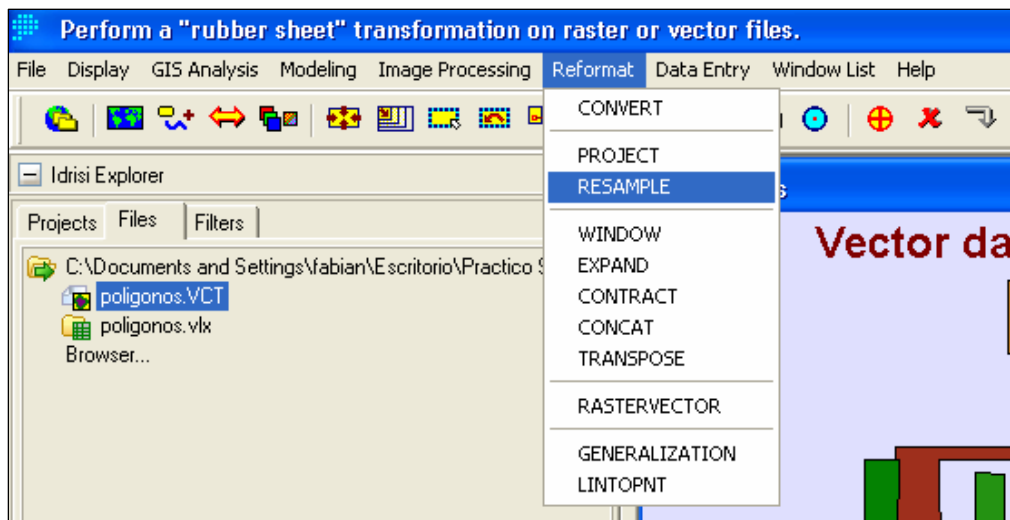 Perform a "rubber sheet" transformation on raster or vector files.
File Display GIS Analysis Modeling Image Processing Reformat Data Entry Window List Help
CONVERT
PROJECT
RESAMPLE
WINDOW
EXPAND
CONTRACT
CONCAT
TRANSPOSE
RASTERVECTOR
GENERALIZATION
LINTOPNT
Idrisi Explorer
Projects Files Filters
C:\Documents and Settings\fabian\Escritorio\Practico
poligonos.VCT
poligonos.vlx
Browser...
Vector da